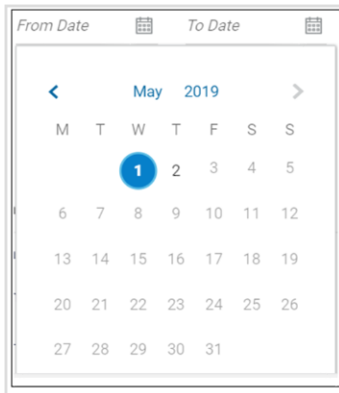 From Date To Date
May 2019
M T W T F S S
1 2 3 4 5
6 7 8 9 10 11 12
13 14 15 16 17 18 19
20 21 22 23 24 25 26
27 28 29 30 31